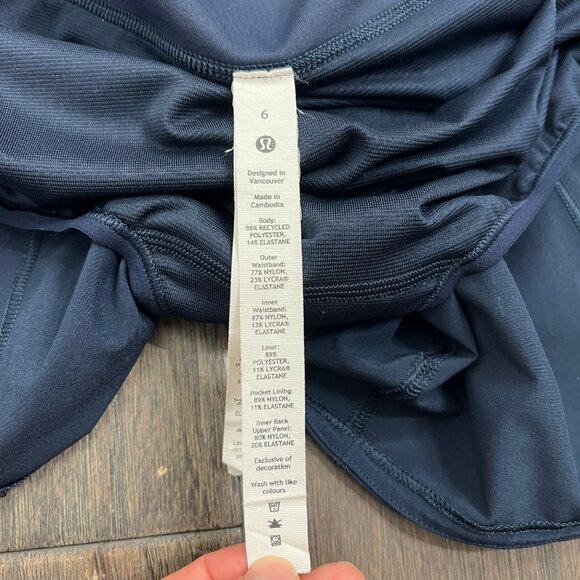 6
Designed in
Vancouver
Made in
Cambodia
Body:
86% RECYCLED
POLYESTER,
14% ELASTANE
Outer
Waistband:
77% NYLON,
23% LYCRA®
ELASTANE
Inner
Waistband:
87% NYLON,
13% LYCRA®
ELASTANE
Liner:
89%
POLYESTER,
11% LYCRA®
ELASTANE
Pocket Lining:
89% NYLON,
11% ELASTANE
Inner Back
Upper Panel:
80% NYLON,
20% ELASTANE
Exclusive of
decoration
Wash with like
colours